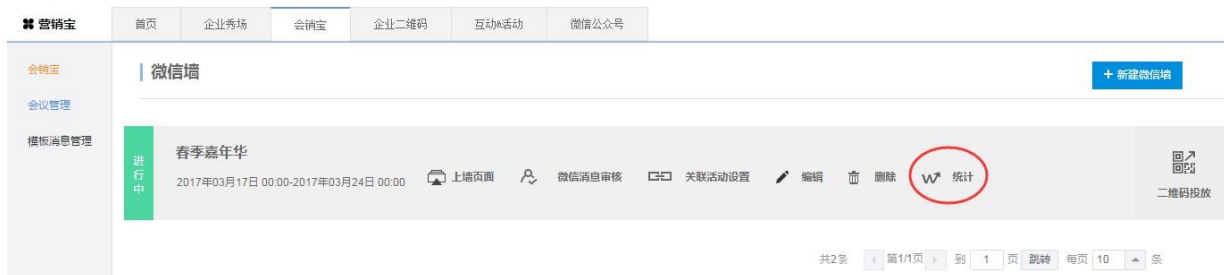 营销宝 首页 企业秀场 会销宝 企业二维码 互动&活动 微信公众号
会销宝
微信墙
+ 新建微信墙
会议管理
模板消息管理
进行中
春季嘉年华
2017年03月17日 00:00-2017年03月24日 00:00 上墙页面 微信消息审核 关联活动设置 编辑 删除 统计
二维码投放
共2条 第1/1页 到 1 页 跳转 每页 10 条